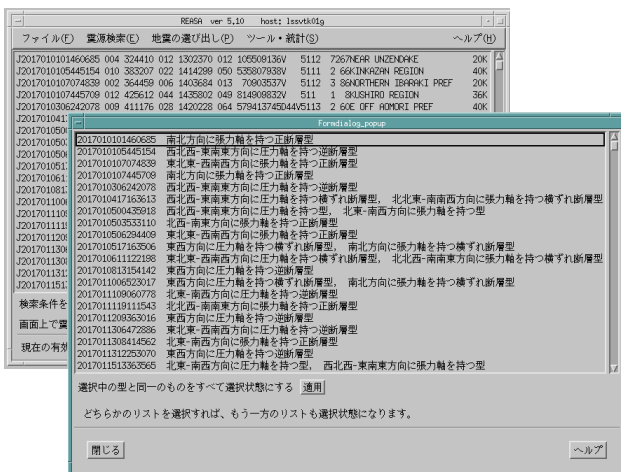 REASA ver 5,10 host: lssvtk01g
ファイル(F) 震源検索(E) 地震の選び出し(P) ツール・統計(S) ヘルプ(H)
J2017010101460685 004 324410 012 1302370 012 105509136V 5112 7267NEAR UNZENDAKE 20K
J2017010105445154 010 383207 022 1414299 050 535807938V 5111 2 66KINKAZAN REGION 40K
J2017010107074839 002 364459 006 1403684 013 70903537V 5112 3 86NORTHERN IBARAKI PREF 20K
J2017010107445709 012 425612 044 1435802 049 814908832V 511 1 8KUSHIRO REGION 36K
J2017010306242078 009 411176 028 1420228 064 579413745D44V5113 2 60E OFF AOMORI PREF 40K
Formdialog_popup
2017010101460685 南北方向に張力軸を持つ正断層型
2017010105445154 西北西-東南東方向に圧力軸を持つ逆断層型
2017010107074839 東北東-西南西方向に張力軸を持つ正断層型
2017010107445709 南北方向に張力軸を持つ正断層型
2017010306242078 西北西-東南東方向に圧力軸を持つ逆断層型
2017010417163613 西北西-東南東方向に圧力軸を持つ横ずれ断層型, 北北東-南南西方向に張力軸を持つ横ずれ断層型
2017010500435918 西北西-東南東方向に圧力軸を持つ型, 北東-南西方向に張力軸を持つ型
2017010503533110 北西-南東方向に張力軸を持つ正断層型
2017010506294409 東北東-西南西方向に圧力軸を持つ逆断層型
2017010517163506 東西方向に圧力軸を持つ横ずれ断層型, 南北方向に張力軸を持つ横ずれ断層型
2017010611122198 東北東-西南西方向に圧力軸を持つ横ずれ断層型, 北北西-南南東方向に張力軸を持つ横ずれ断層型
2017010813154142 東西方向に圧力軸を持つ逆断層型
2017011006523017 東西方向に圧力軸を持つ横ずれ断層型, 南北方向に張力軸を持つ横ずれ断層型
2017011109060778 北東-南西方向に圧力軸を持つ逆断層型
2017011119111543 北北西-南南東方向に張力軸を持つ正断層型
2017011209363016 東西方向に圧力軸を持つ逆断層型
2017011306472886 東北東-西南西方向に圧力軸を持つ逆断層型
2017011308414562 北東-南西方向に張力軸を持つ正断層型
2017011312253070 東西方向に圧力軸を持つ逆断層型
2017011513363565 北東-南西方向に圧力軸を持つ型, 西北西-東南東方向に張力軸を持つ型
検索条件を
画面上で震
現在の有効
選択中の型と同一のものをすべて選択状態にする 適用
どちらかのリストを選択すれば、もう一方のリストも選択状態になります。
閉じる ヘルプ